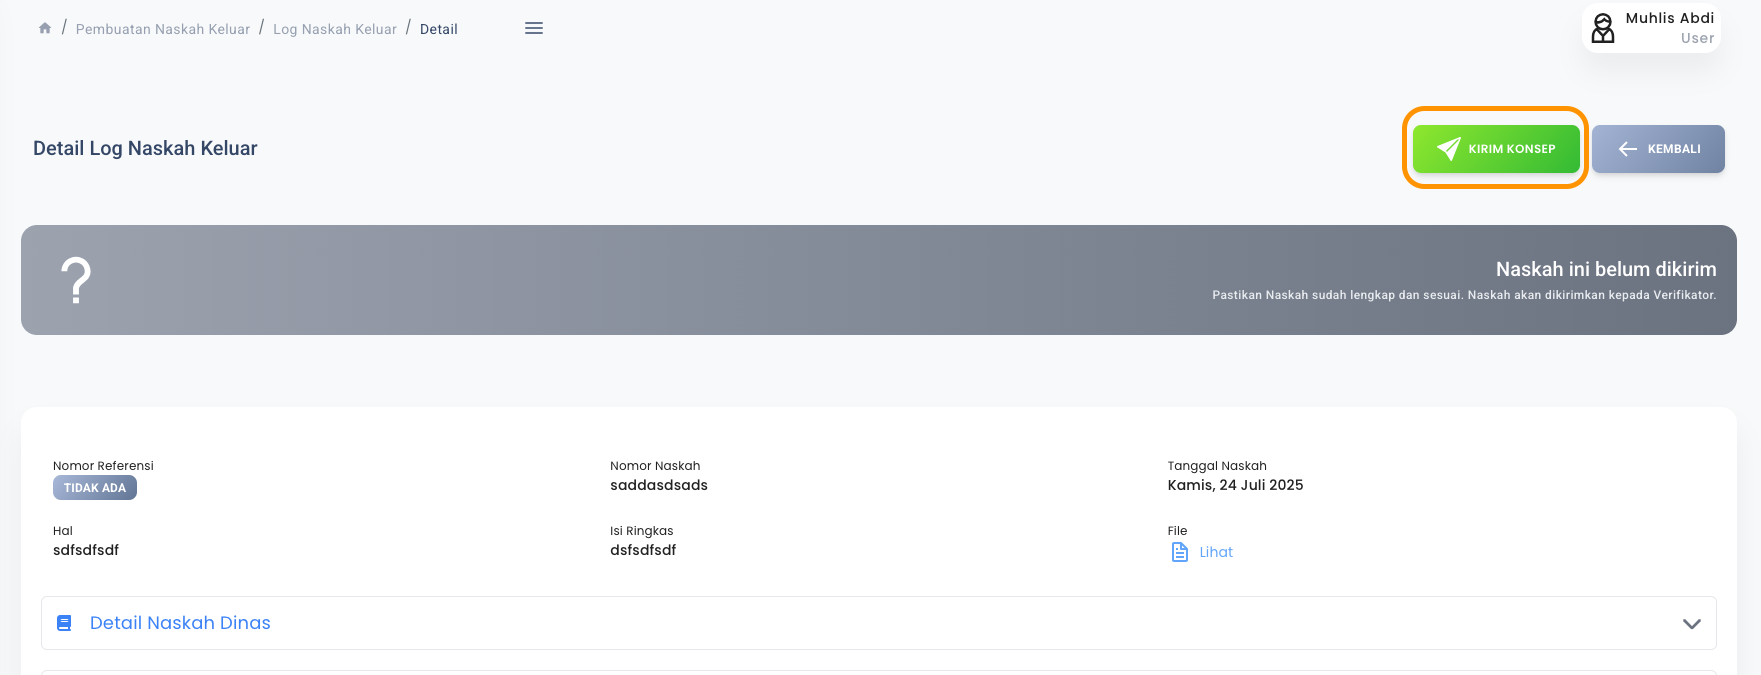 / Pembuatan Naskah Keluar / Log Naskah Keluar / Detail
Muhlis Abdi
User
Detail Log Naskah Keluar
KIRIM KONSEP
KEMBALI
?
Naskah ini belum dikirim
Pastikan Naskah sudah lengkap dan sesuai. Naskah akan dikirimkan kepada Verifikator.
Nomor Referensi
TIDAK ADA
Nomor Naskah
saddasdsads
Tanggal Naskah
Kamis, 24 Juli 2025
Hal
sdfsdfsdf
Isi Ringkas
dsfsdfsdf
File
Lihat
Detail Naskah Dinas